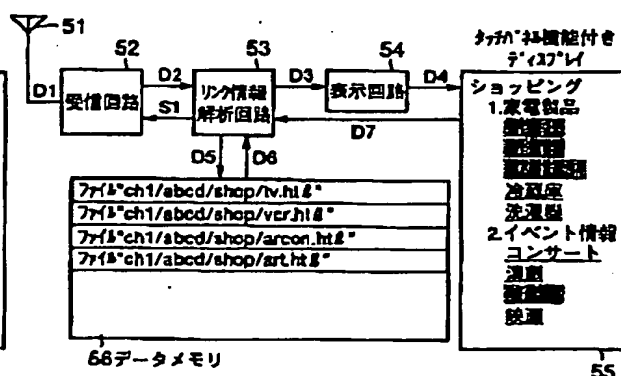 51
52
53
54
ﾀｯﾁﾊﾟﾈﾙ機能付き
ﾃﾞｨｽﾌﾟﾚｲ
D1
受信回路
D2
S1
リンク情報
解析回路
D3
表示回路
D4
D7
D5
D6
ショッピング
1.家電製品
冷蔵庫
洗濯機
2.イベント情報
コンサート
演劇
映画
ﾌｧｲﾙ"ch1/abcd/shop/tv.htℓ"
ﾌｧｲﾙ"ch1/abcd/shop/vcr.htℓ"
ﾌｧｲﾙ"ch1/abcd/shop/arcon.htℓ"
ﾌｧｲﾙ"ch1/abcd/shop/art.htℓ"
56データメモリ
55